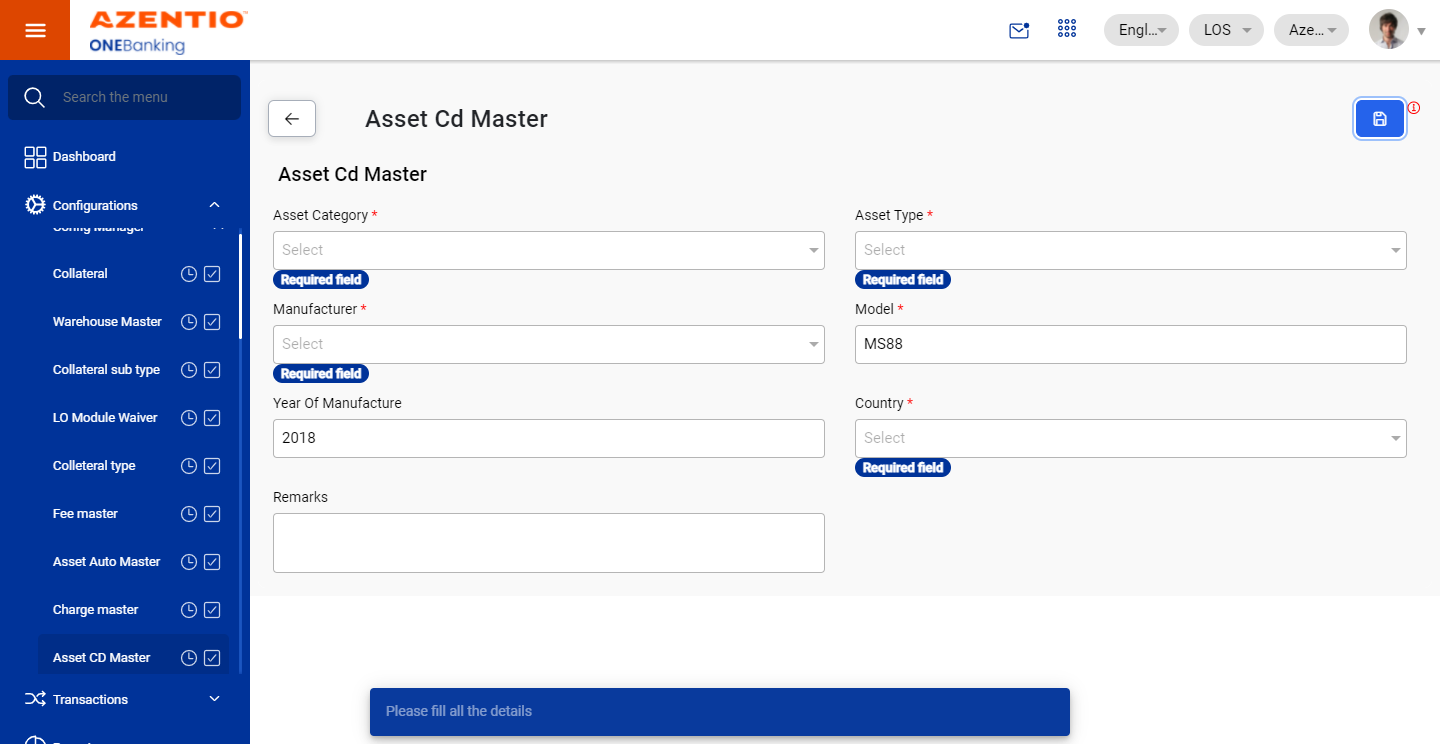 AZENTIO
ONEBanking
Engl...
LOS
Aze...
Search the menu
Dashboard
Configurations
Config Manager
Collateral
Warehouse Master
Collateral sub type
LO Module Waiver
Colleteral type
Fee master
Asset Auto Master
Charge master
Asset CD Master
Transactions
Asset Cd Master
Asset Cd Master
Asset Category *
Asset Type *
Select
Select
Required field
Required field
Manufacturer *
Model *
Select
MS88
Required field
Year Of Manufacture
Country *
2018
Select
Required field
Remarks
Please fill all the details